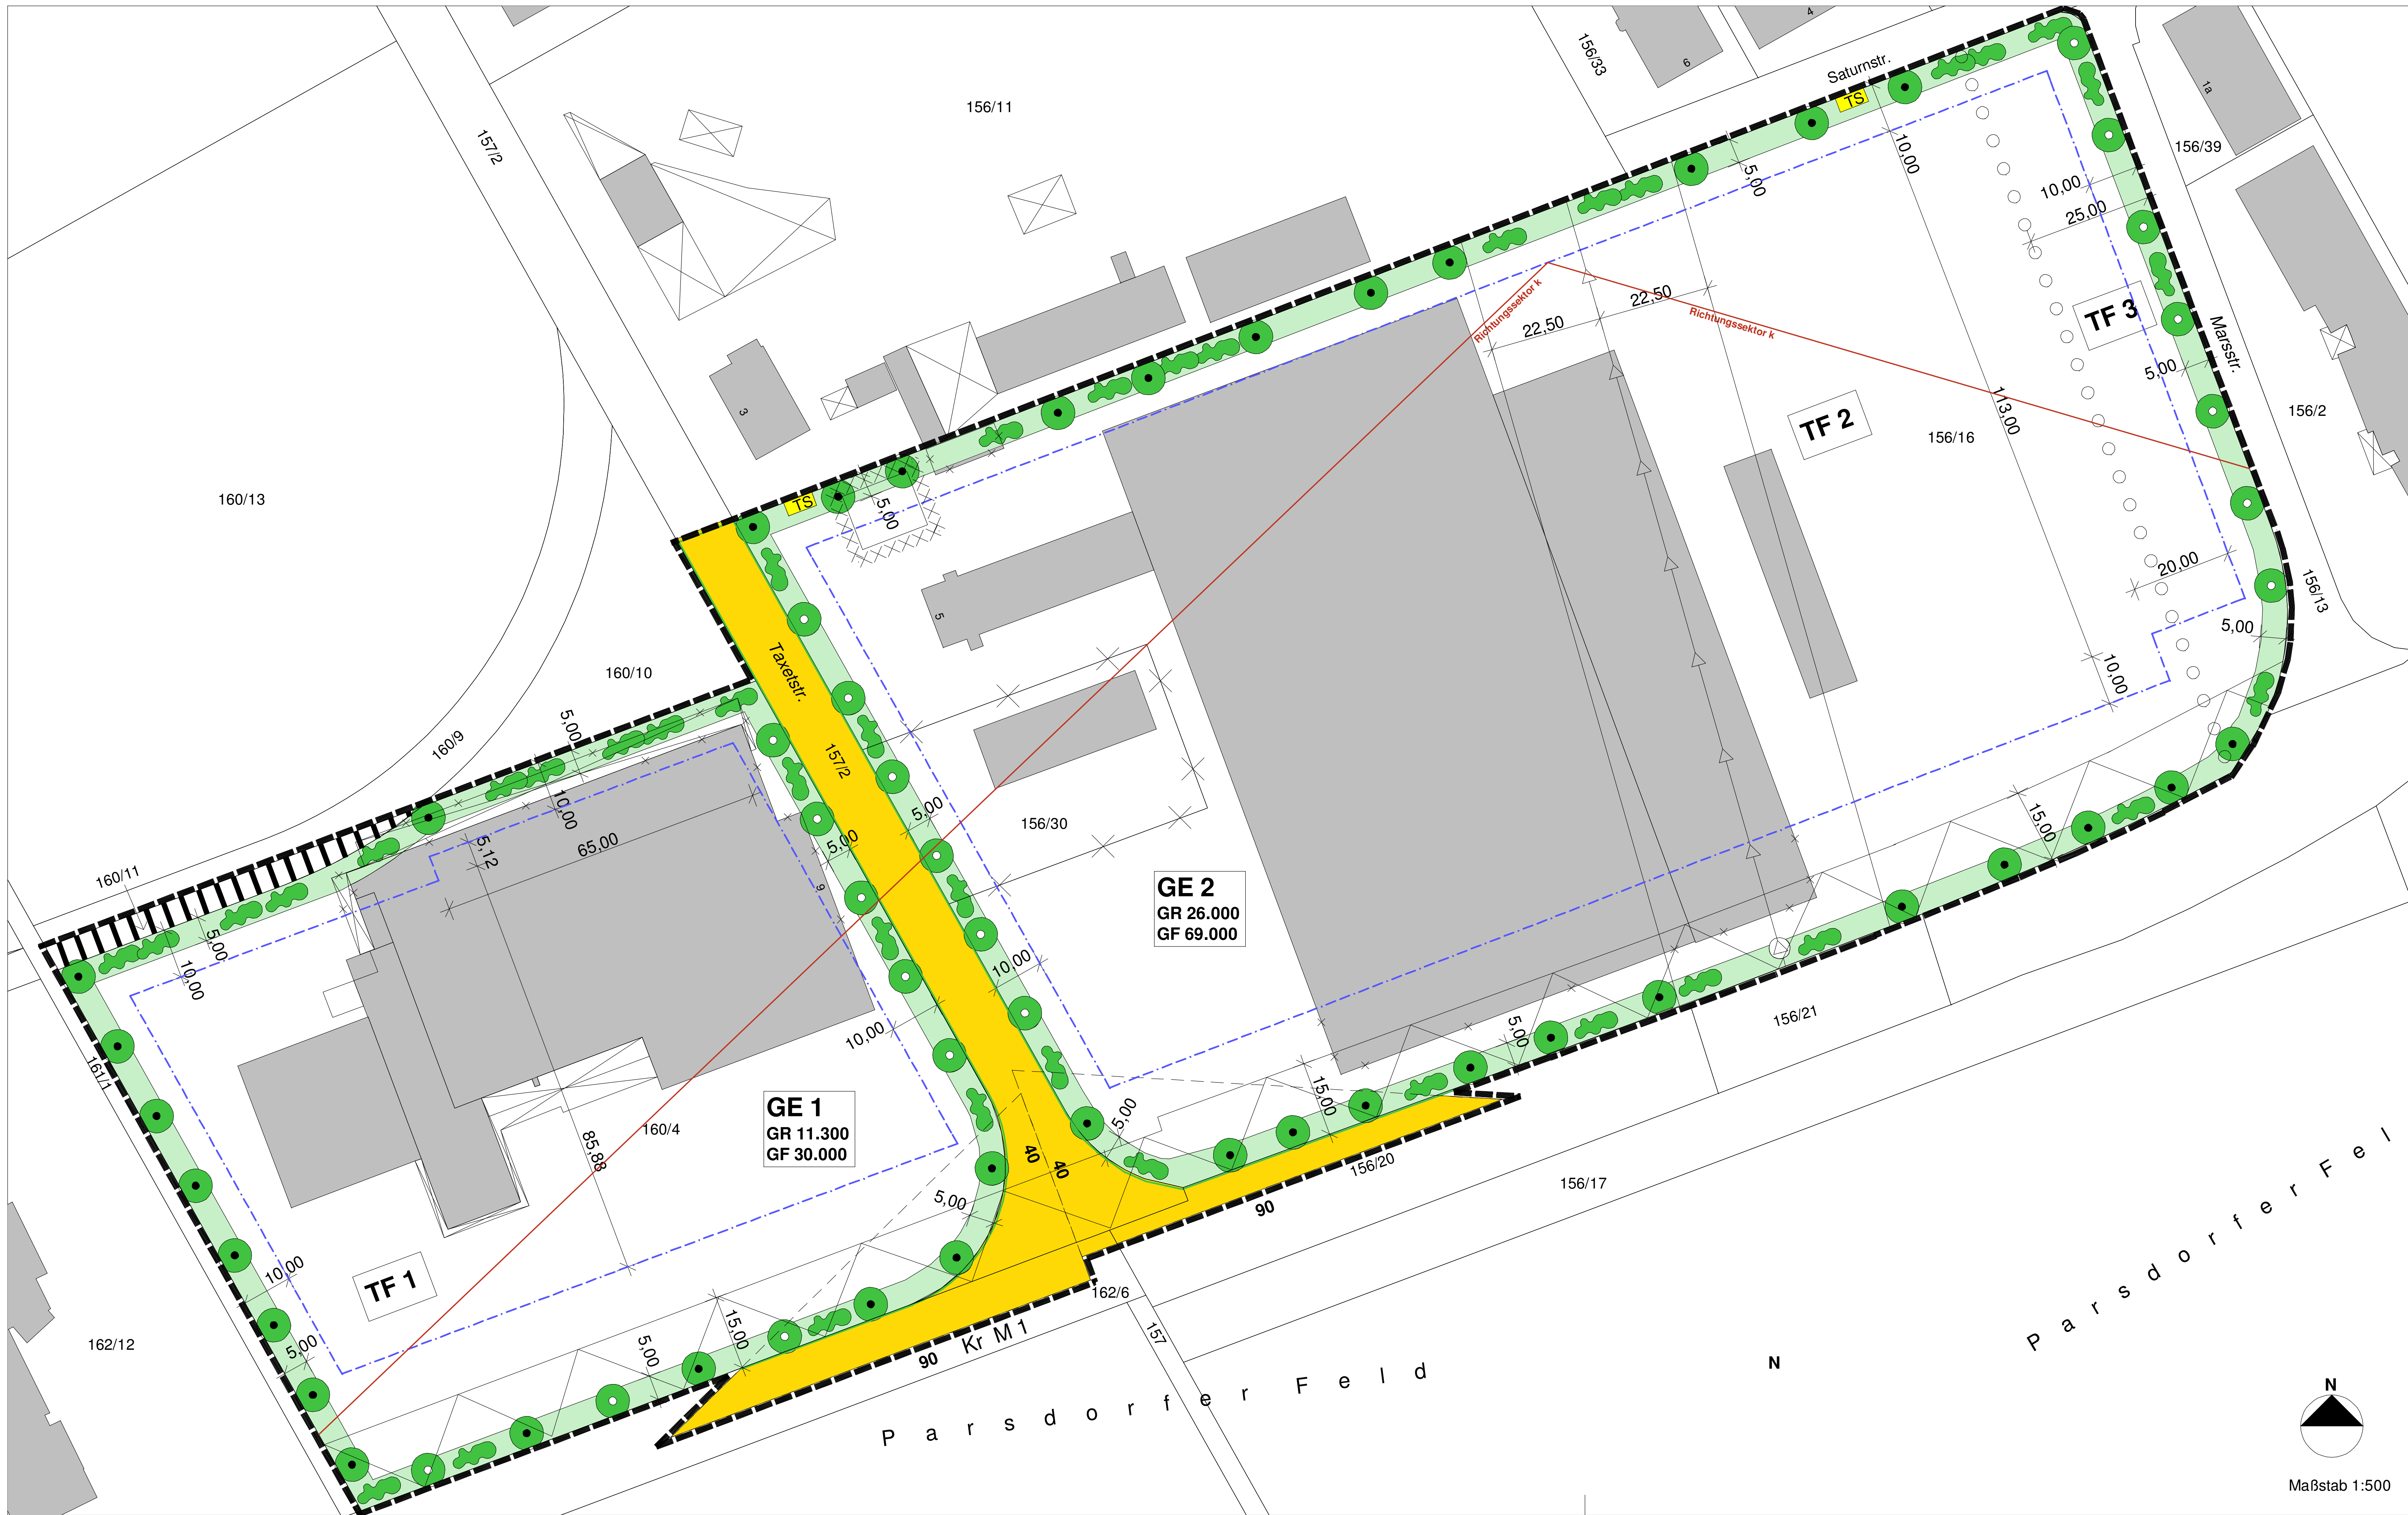 4
6
156/33
Saturnstr.
1a
TS
156/11
157/2
156/39
10,00
5,00
10,00
25,00
TF 3
Marsstr.
22,50
22,50
Richtungssektor k
Richtungssektor k
5,00
3
113,00
TF 2
156/16
156/2
160/13
TS
5,00
20,00
156/13
5
5,00
Taxetstr.
160/10
10,00
5,00
160/9
157/2
10,00
5,00
15,00
156/30
65,00
5,00
5,12
160/11
9
GE 2
GR 26.000
GF 69.000
5,00
10,00
10,00
156/21
5,00
10,00
161/1
15,00
GE 1
GR 11.300
GF 30.000
160/4
5,00
85,88
40
40
156/20
156/17
5,00
90
10,00
TF 1
162/6
15,00
Kr M 1
157
162/12
5,00
5,00
90
Parsdorfer Feld
N
Parsdorfer Fel
N
Maßstab 1:500